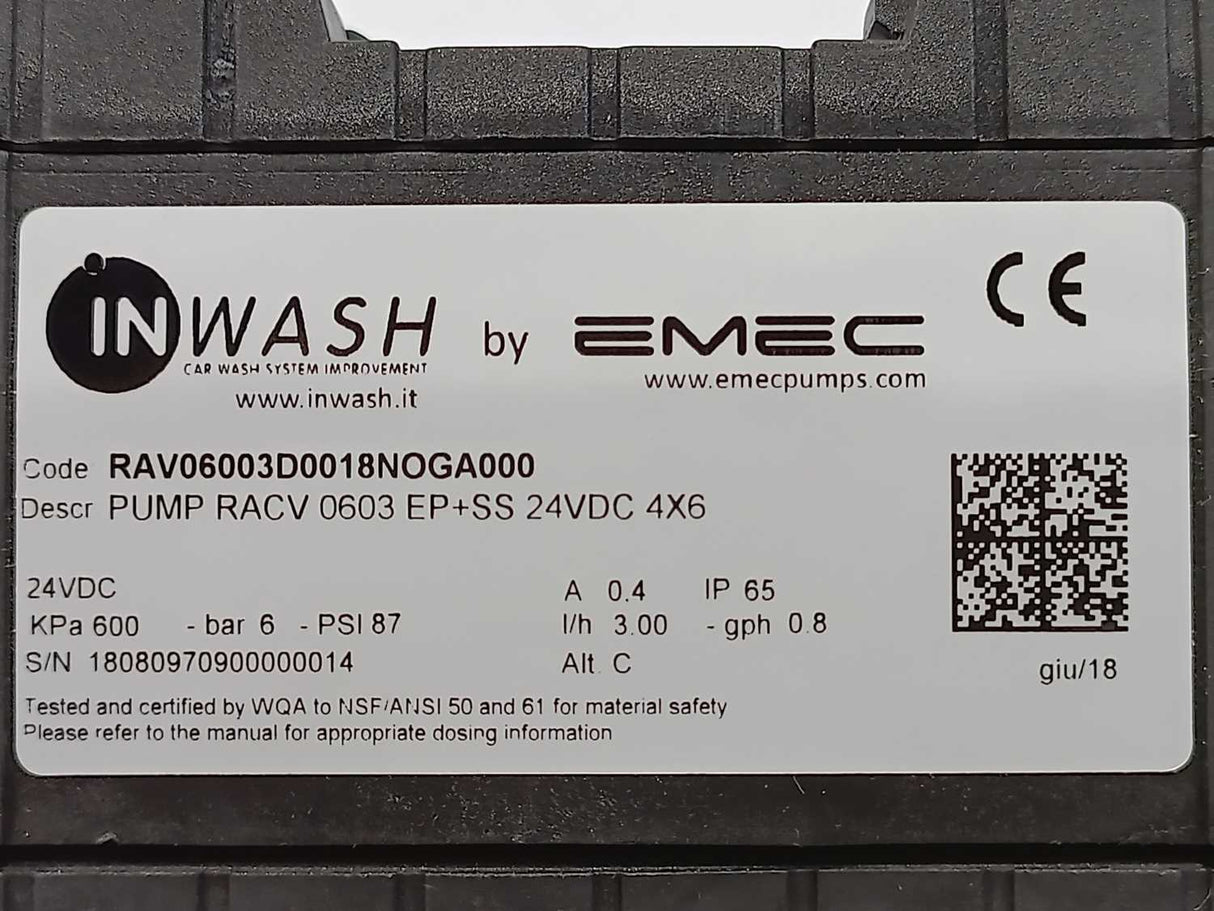 iNWASH by EMEC CE
CAR WASH SYSTEM IMPROVEMENT
www.emecpumps.com
www.inwash.it
Code RAV06003D0018NOGA000
Descr PUMP RACV 0603 EP+SS 24VDC 4X6
24VDC A 0.4 IP 65
KPa 600 - bar 6 - PSI 87 l/h 3.00 - gph 0.8
S/N 18080970900000014 Alt. C
giu/18
Tested and certified by WQA to NSF/ANSI 50 and 61 for material safety
Please refer to the manual for appropriate dosing information